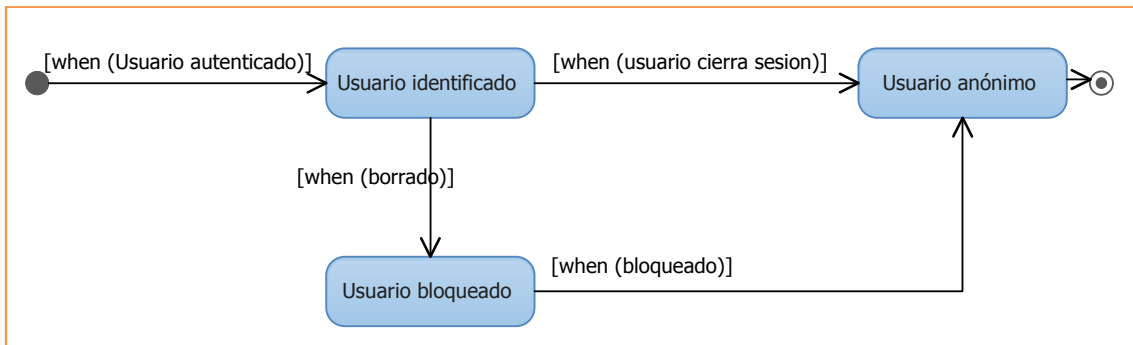 [when (Usuario autenticado)]
[when (usuario cierra sesion)]
Usuario identificado
Usuario anónimo
[when (borrado)]
[when (bloqueado)]
Usuario bloqueado